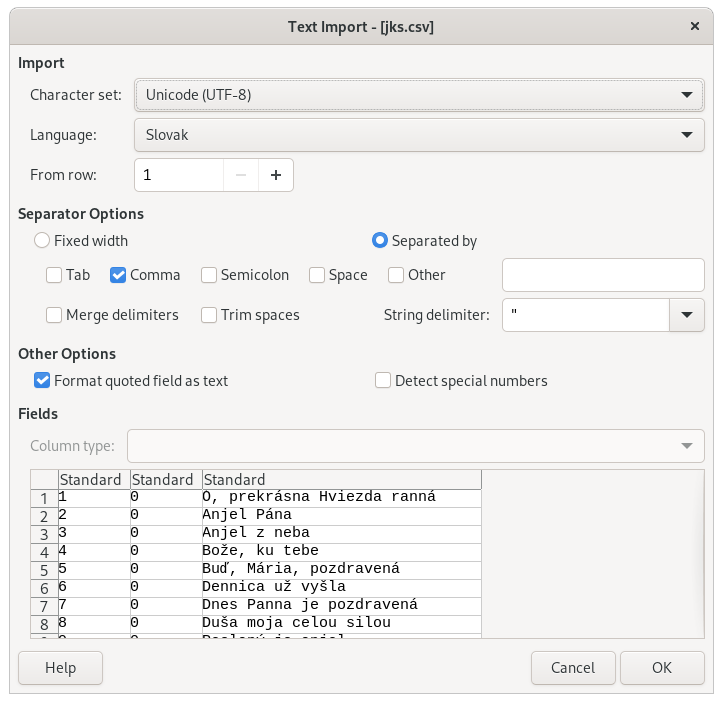 Text Import - [jks.csv]
Import
Character set: Unicode (UTF-8)
Language: Slovak
From row: 1
Separator Options
Fixed width Separated by
Tab Comma Semicolon Space Other
Merge delimiters Trim spaces String delimiter: "
Other Options
Format quoted field as text Detect special numbers
Fields
Column type:
Standard Standard Standard
1 1 0 Ó, prekrásna Hviezda ranná
2 2 0 Anjel Pána
3 3 0 Anjel z neba
4 4 0 Bože, ku tebe
5 5 0 Buď, Mária, pozdravená
6 6 0 Dennica už vyšla
7 7 0 Dnes Panna je pozdravená
8 8 0 Duša moja celou silou
Help Cancel OK